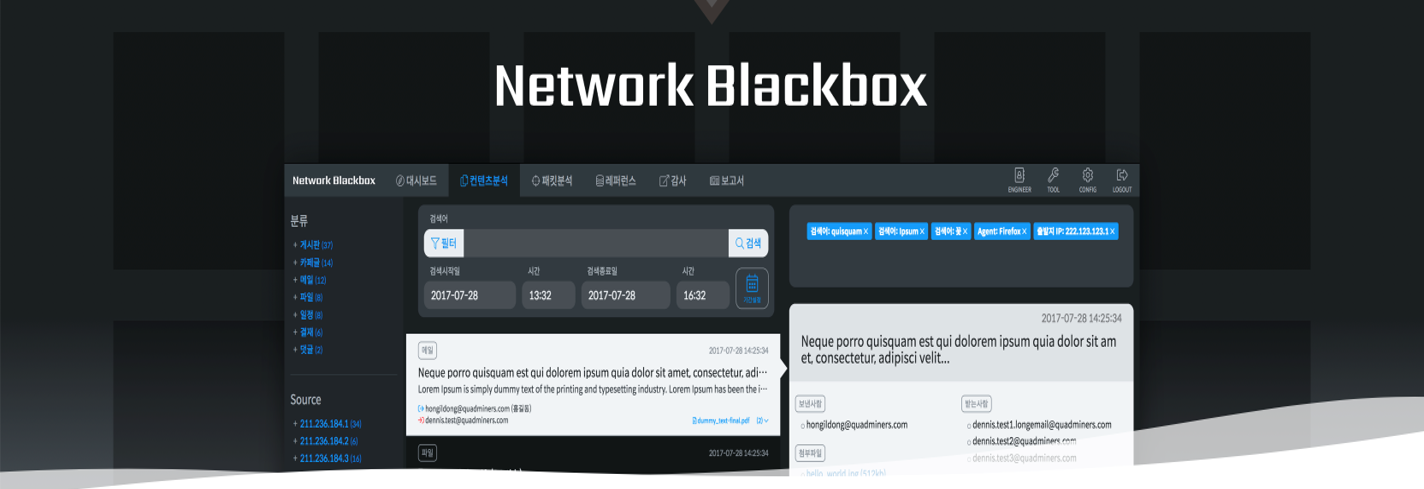 Network Blackbox
Network Blackbox 대시보드 컨텐츠분석 패킷분석 레퍼런스 감사 보고서 ENGINEER TOOL CONFIG LOGOUT
분류
+ 게시판 (37)
+ 카페글 (14)
+ 메일 (12)
+ 파일 (8)
+ 일정 (8)
+ 결재 (6)
+ 댓글 (2)
Source
+ 211.236.184.1 (34)
+ 211.236.184.2 (6)
+ 211.236.184.3 (16)
검색어
필터 검색
검색시작일 시간 검색종료일 시간
2017-07-28 13:32 2017-07-28 16:32
기간설정
메일 2017-07-28 14:25:34
Neque porro quisquam est qui dolorem ipsum quia dolor sit amet, consectetur, adi···
Lorem Ipsum is simply dummy text of the printing and typesetting industry. Lorem Ipsum has been the i···
hongildong@quadminers.com (홍길동)
dennis.test@quadminers.com dummy_text-final.pdf (2)
파일 2017-07-28 14:25:34
검색어: quisquam × 검색어: Ipsum × 검색어: 꽃 × Agent: Firefox × 출발지 IP: 222.123.123.1 ×
2017-07-28 14:25:34
Neque porro quisquam est qui dolorem ipsum quia dolor sit am
et, consectetur, adipisci velit...
보낸사람 받는사람
hongildong@quadminers.com dennis.test1.longemail@quadminers.com
dennis.test2@quadminers.com
첨부파일 dennis.test3@quadminers.com
hello_world.jpg (512kb)